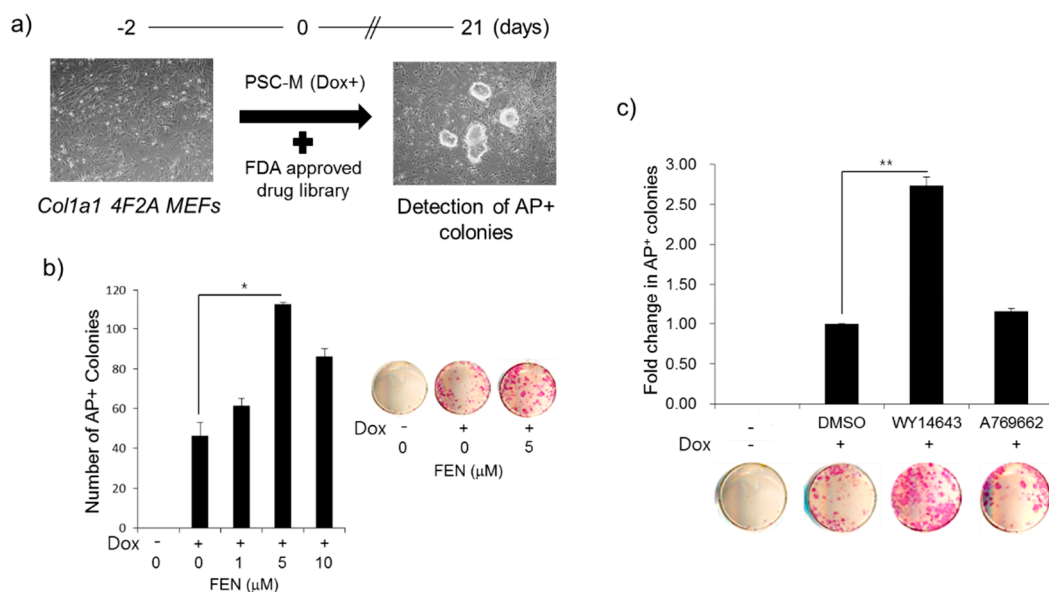 a)
-2
0
21 (days)
PSC-M (Dox+)
FDA approved
drug library
Col1a1 4F2A MEFs
Detection of AP+
colonies
b)
Number of AP+ Colonies
120
100
80
60
40
20
0
*
Dox - + + + +
0 0 1 5 10
FEN (μM)
Dox + +
0 0 5
FEN (μM)
c)
Fold change in AP+ colonies
3.00
2.50
2.00
1.50
1.00
0.50
0.00
**
- DMSO WY14643 A769662
Dox - + + +